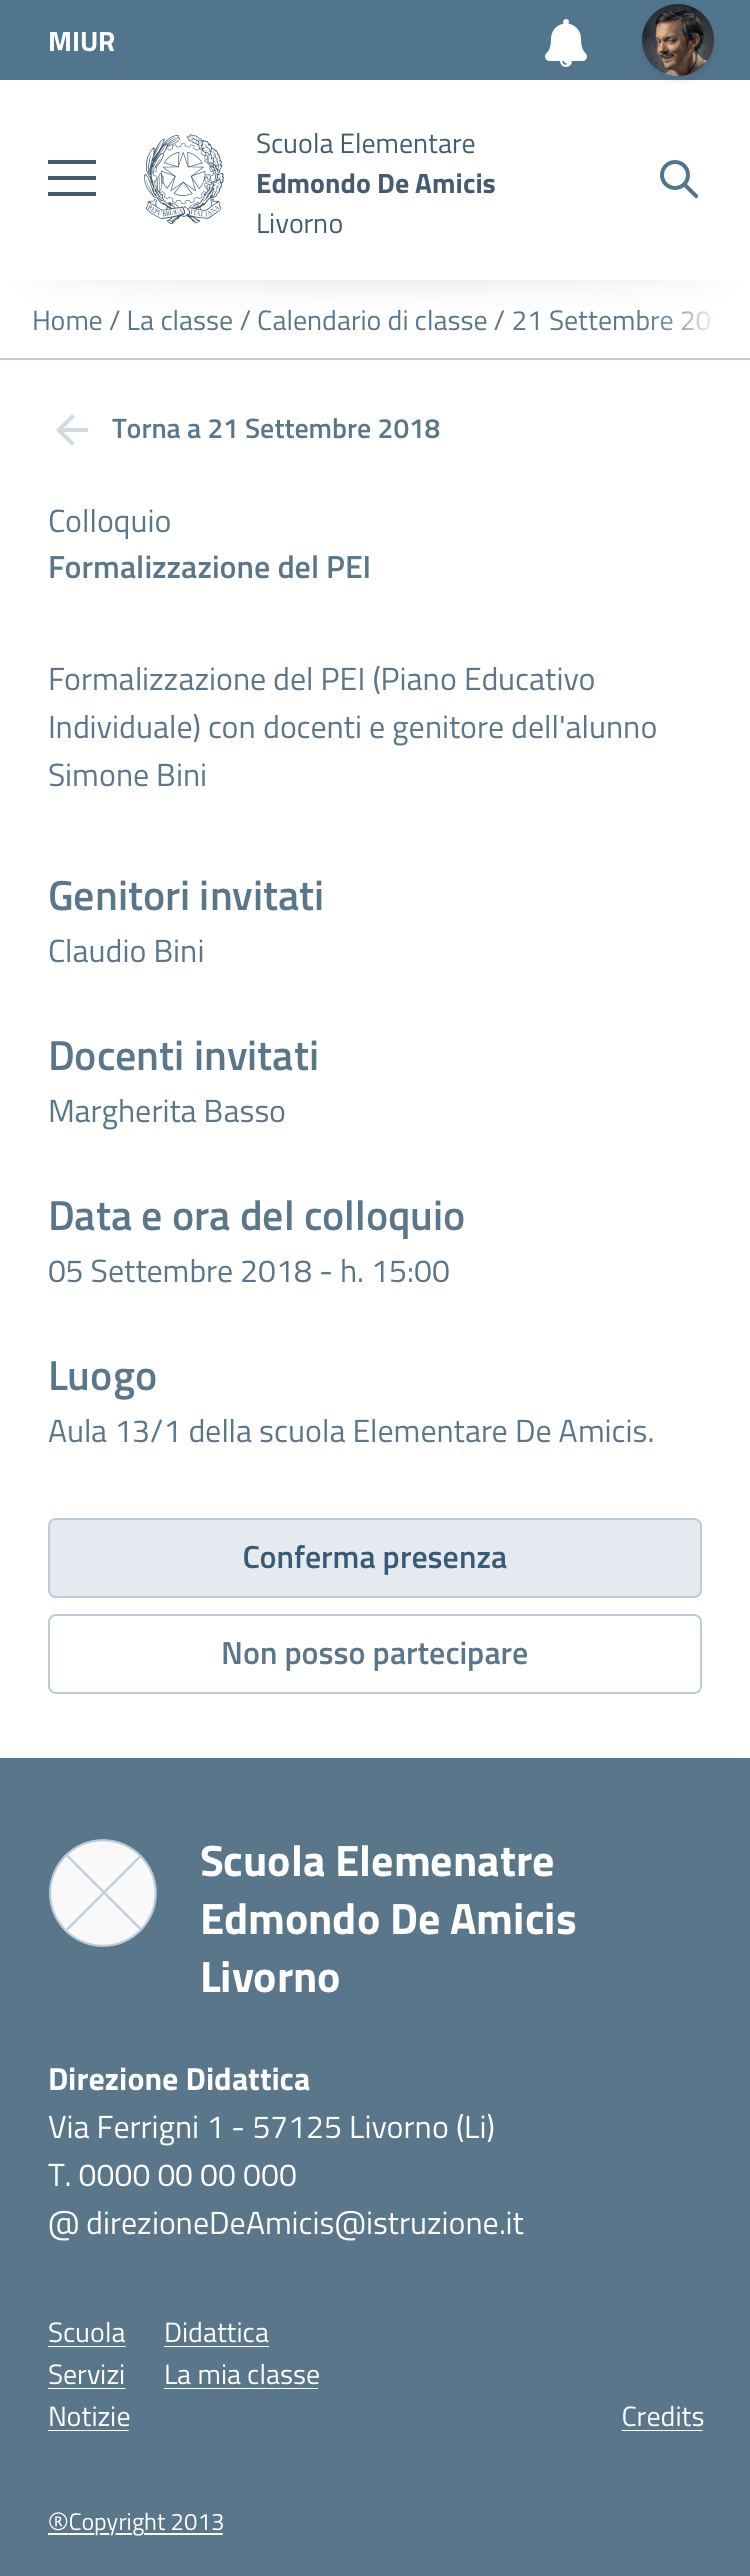 MIUR
Scuola Elementare
Edmondo De Amicis
Livorno
Home / La classe / Calendario di classe / 21 Settembre 20
Torna a 21 Settembre 2018
Colloquio
Formalizzazione del PEI
Formalizzazione del PEI (Piano Educativo
Individuale) con docenti e genitore dell'alunno
Simone Bini
Genitori invitati
Claudio Bini
Docenti invitati
Margherita Basso
Data e ora del colloquio
05 Settembre 2018 - h. 15:00
Luogo
Aula 13/1 della scuola Elementare De Amicis.
Conferma presenza
Non posso partecipare
Scuola Elemenatre
Edmondo De Amicis
Livorno
Direzione Didattica
Via Ferrigni 1 - 57125 Livorno (Li)
T. 0000 00 00 000
@ direzioneDeAmicis@istruzione.it
Scuola Didattica
Servizi La mia classe
Notizie Credits
®Copyright 2013